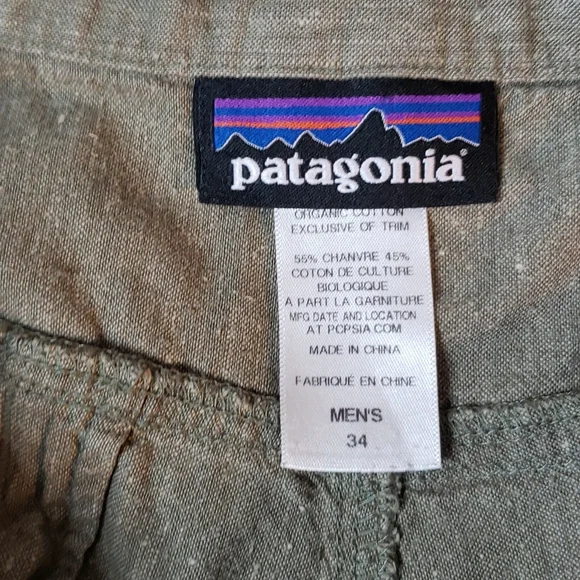 patagonia®
ORGANIC COTTON
EXCLUSIVE OF TRIM
55% CHANVRE 45%
COTON DE CULTURE
BIOLOGIQUE
A PART LA GARNITURE
MFG DATE AND LOCATION
AT PCPSIA.COM
MADE IN CHINA
FABRIQUÉ EN CHINE
MEN'S
34